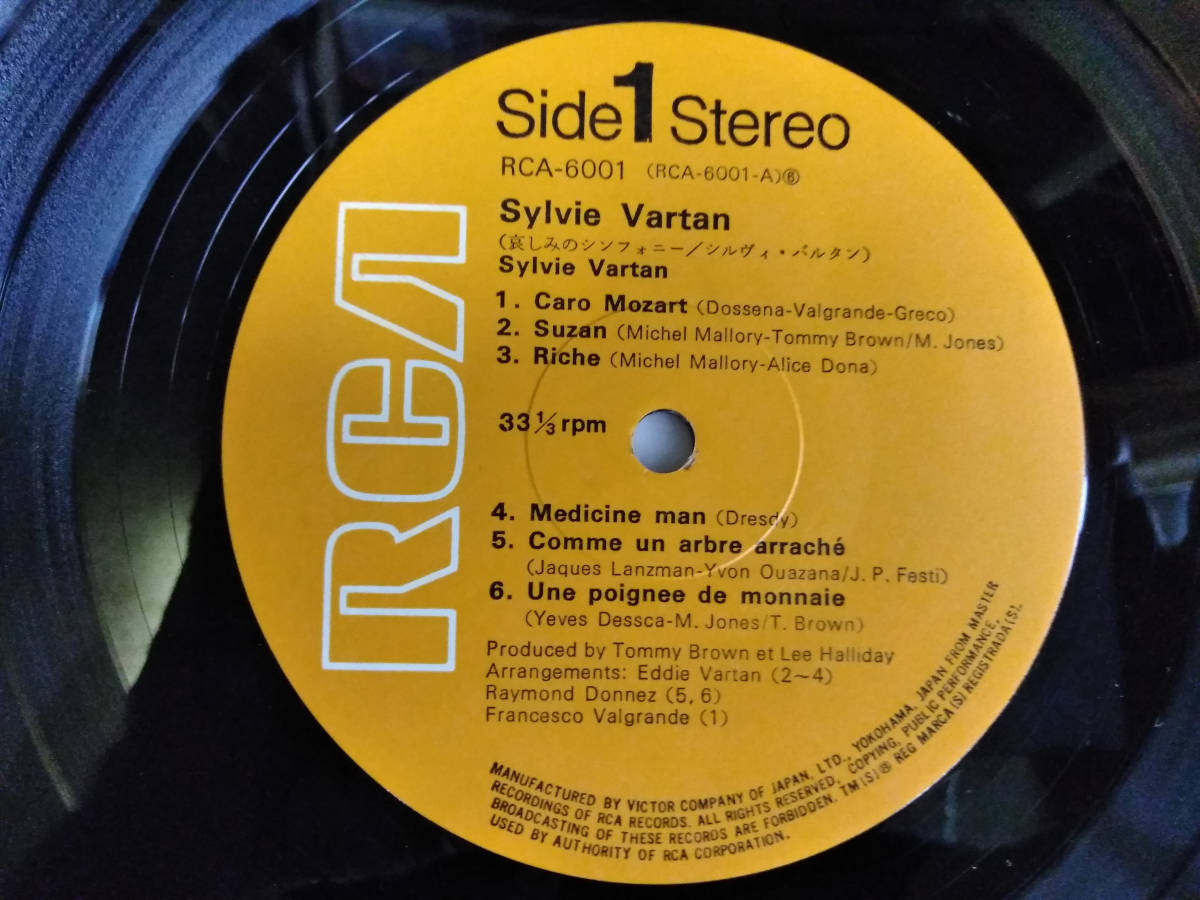 RCA
Side 1 Stereo
RCA-6001 (RCA-6001-A)⑧
Sylvie Vartan
(哀しみのシンフォニー/シルヴィ・バルタン)
Sylvie Vartan
1. Caro Mozart (Dossena-Valgrande-Greco)
2. Suzan (Michel Mallory-Tommy Brown/M. Jones)
3. Riche (Michel Mallory-Alice Dona)
33 1/3 rpm
4. Medicine man (Dresdy)
5. Comme un arbre arraché
(Jaques Lanzman-Yvon Ouazana/J. P. Festi)
6. Une poignee de monnaie
(Yeves Dessca-M. Jones/T. Brown)
Produced by Tommy Brown et Lee Halliday
Arrangements: Eddie Vartan (2~4)
Raymond Donnez (5, 6)
Francesco Valgrande (1)
MANUFACTURED BY VICTOR COMPANY OF JAPAN, LTD., YOKOHAMA, JAPAN FROM MASTER
RECORDINGS OF RCA RECORDS. ALL RIGHTS RESERVED, COPYING, PUBLIC PERFORMANCE,
BROADCASTING OF THESE RECORDS ARE FORBIDDEN. TM(S)® REG MARCA(S) REGISTRADA(S).
USED BY AUTHORITY OF RCA CORPORATION.